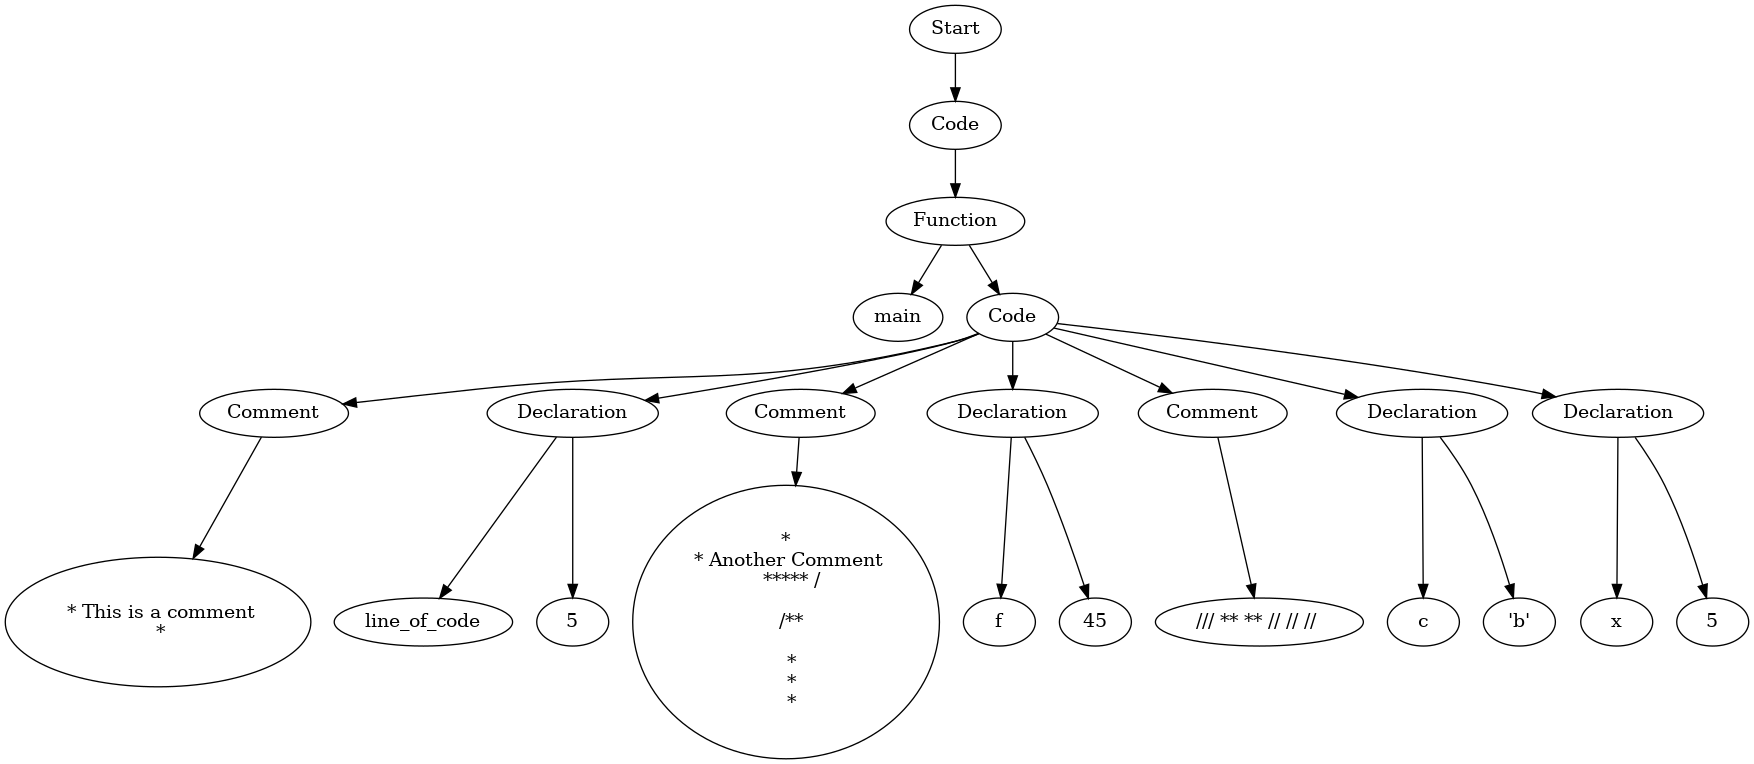 Start
Code
Function
main
Code
Comment
Declaration
Comment
Declaration
Comment
Declaration
Declaration
* This is a comment
*
line_of_code
5
*
* Another Comment
***** /
/**
*
*
*
f
45
/// ** ** // // //
c
'b'
x
5